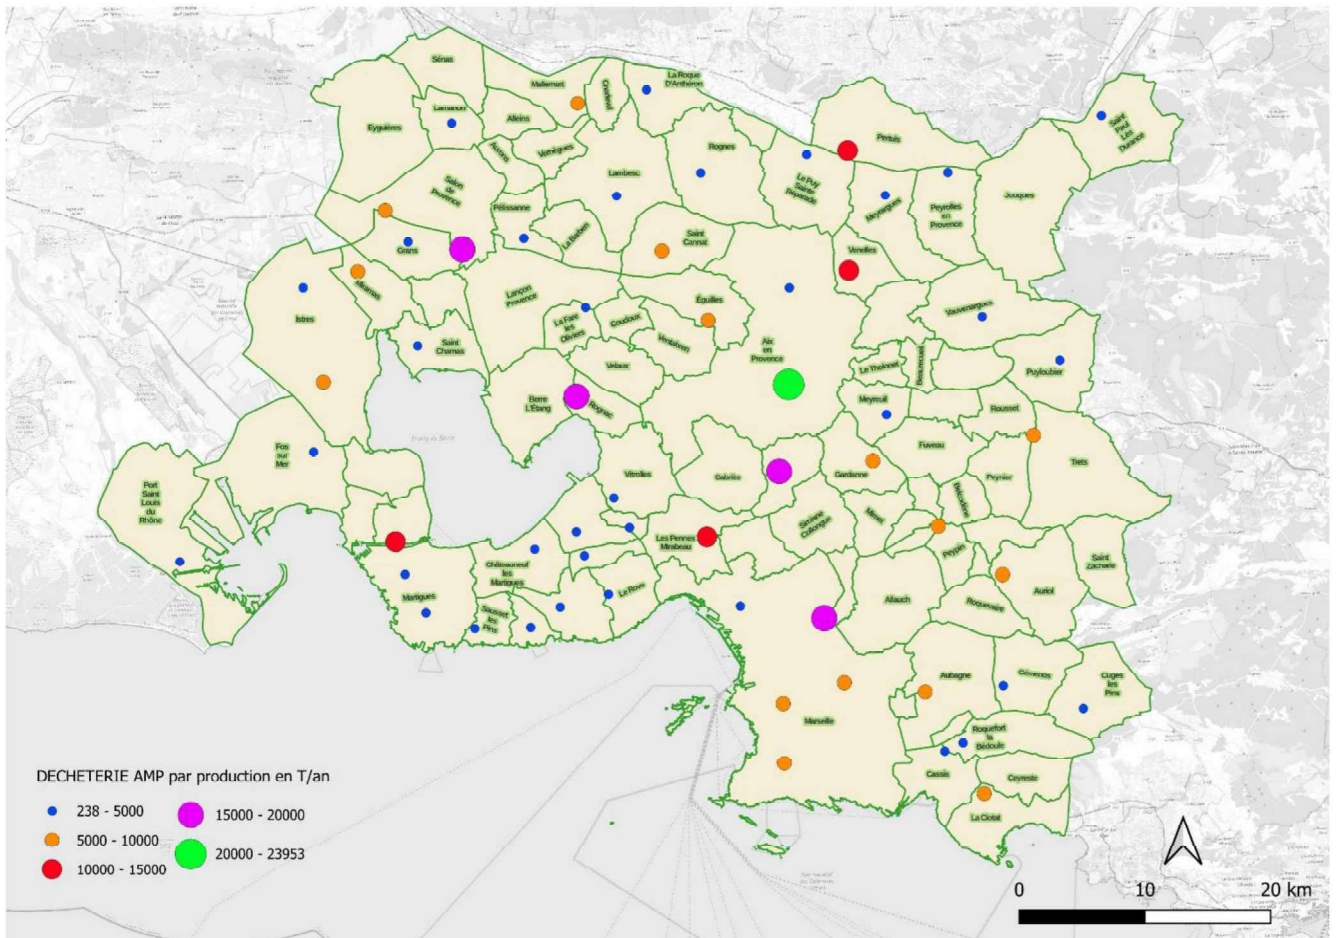 Sénas
Mallemort
Charleval
La Roque
D'Anthéron
Lamanon
Alleins
Eyguières
Vernègues
Aurons
Rognes
Pertuis
Saint
Paul
Lès
Durance
Salon
de
Provence
Lambesc
Le Puy
Sainte
Réparade
Meyrargues
Peyrolles
en
Provence
Jouques
Pélissanne
La Barben
Saint
Cannat
Grans
Venelles
Miramas
Lançon
Provence
Éguilles
Vauvenargues
Istres
La Fare
les
Oliviers
Coudoux
Ventabren
Saint
Chamas
Aix
en
Provence
Velaux
Le Tholonet
Beaurecueil
Puyloubier
Berre
L'Étang
Rognac
Meyreuil
Rousset
Fos
sur
Mer
Vitrolles
Cabriès
Gardanne
Fuveau
Peynier
Trets
Port
Saint
Louis
du
Rhône
Belcodène
Simiane
Collongue
Mimet
Les Pennes
Mirabeau
Peypin
Saint
Zacharie
Châteauneuf
les
Martigues
Martigues
Le Rove
Sausset
les
Pins
Allauch
Roquevaire
Auriol
Aubagne
Gémenos
Cuges
les
Pins
Marseille
Roquefort
la
Bédoule
Cassis
Ceyreste
La Ciotat
DECHETERIE AMP par production en T/an
238 - 5000
5000 - 10000
10000 - 15000
15000 - 20000
20000 - 23953
0 10 20 km